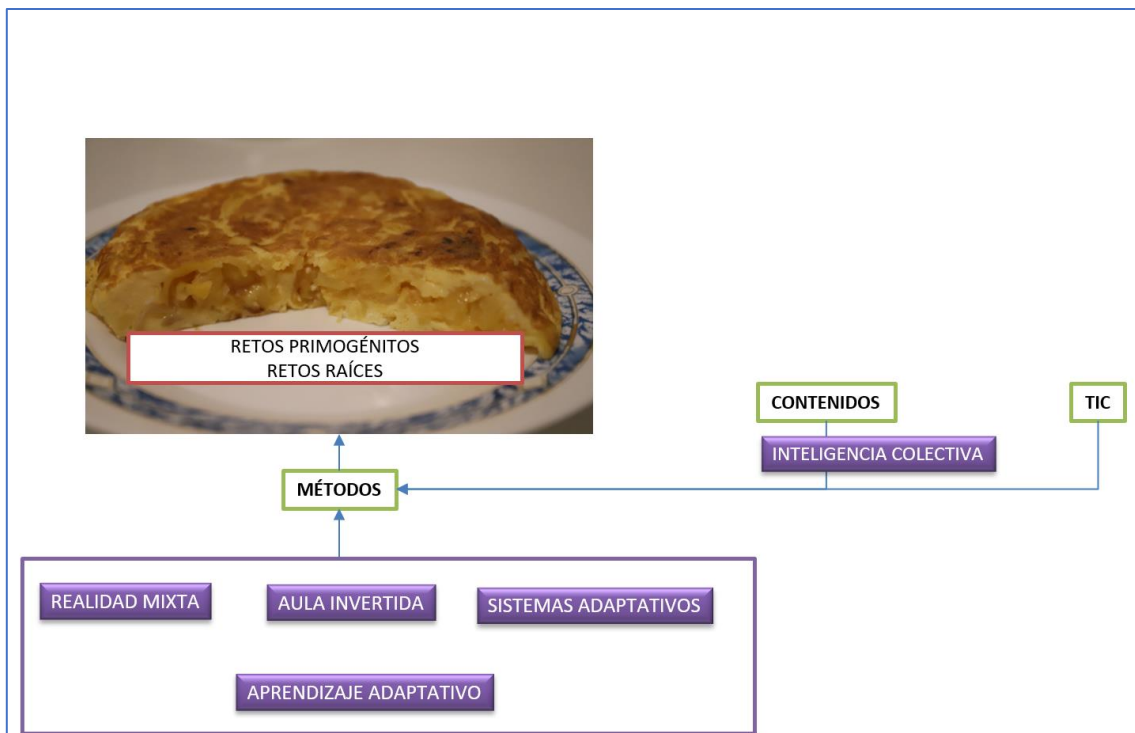 RETOS PRIMOGÉNITOS
RETOS RAÍCES
CONTENIDOS
TIC
INTELIGENCIA COLECTIVA
MÉTODOS
REALIDAD MIXTA
AULA INVERTIDA
SISTEMAS ADAPTATIVOS
APRENDIZAJE ADAPTATIVO